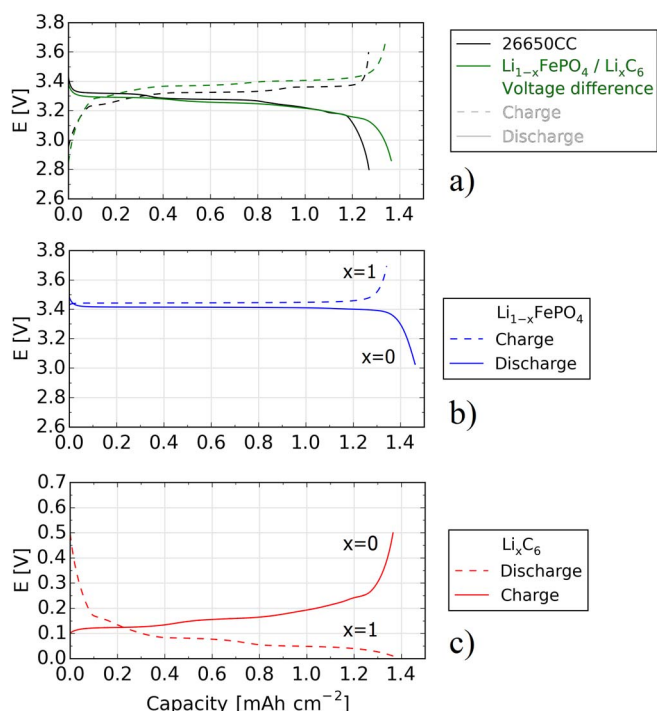 3.8
3.6
3.4
3.2
3.0
2.8
2.6
E [V]
0.0 0.2 0.4 0.6 0.8 1.0 1.2 1.4
26650CC
Li₁₋ₓFePO₄ / LiₓC₆
Voltage difference
Charge
Discharge
a)
3.8
3.6
3.4
3.2
3.0
2.8
2.6
E [V]
x=1
x=0
0.0 0.2 0.4 0.6 0.8 1.0 1.2 1.4
Li₁₋ₓFePO₄
Charge
Discharge
b)
0.7
0.6
0.5
0.4
0.3
0.2
0.1
0.0
E [V]
x=0
x=1
0.0 0.2 0.4 0.6 0.8 1.0 1.2 1.4
Capacity [mAh cm⁻²]
LiₓC₆
Discharge
Charge
c)